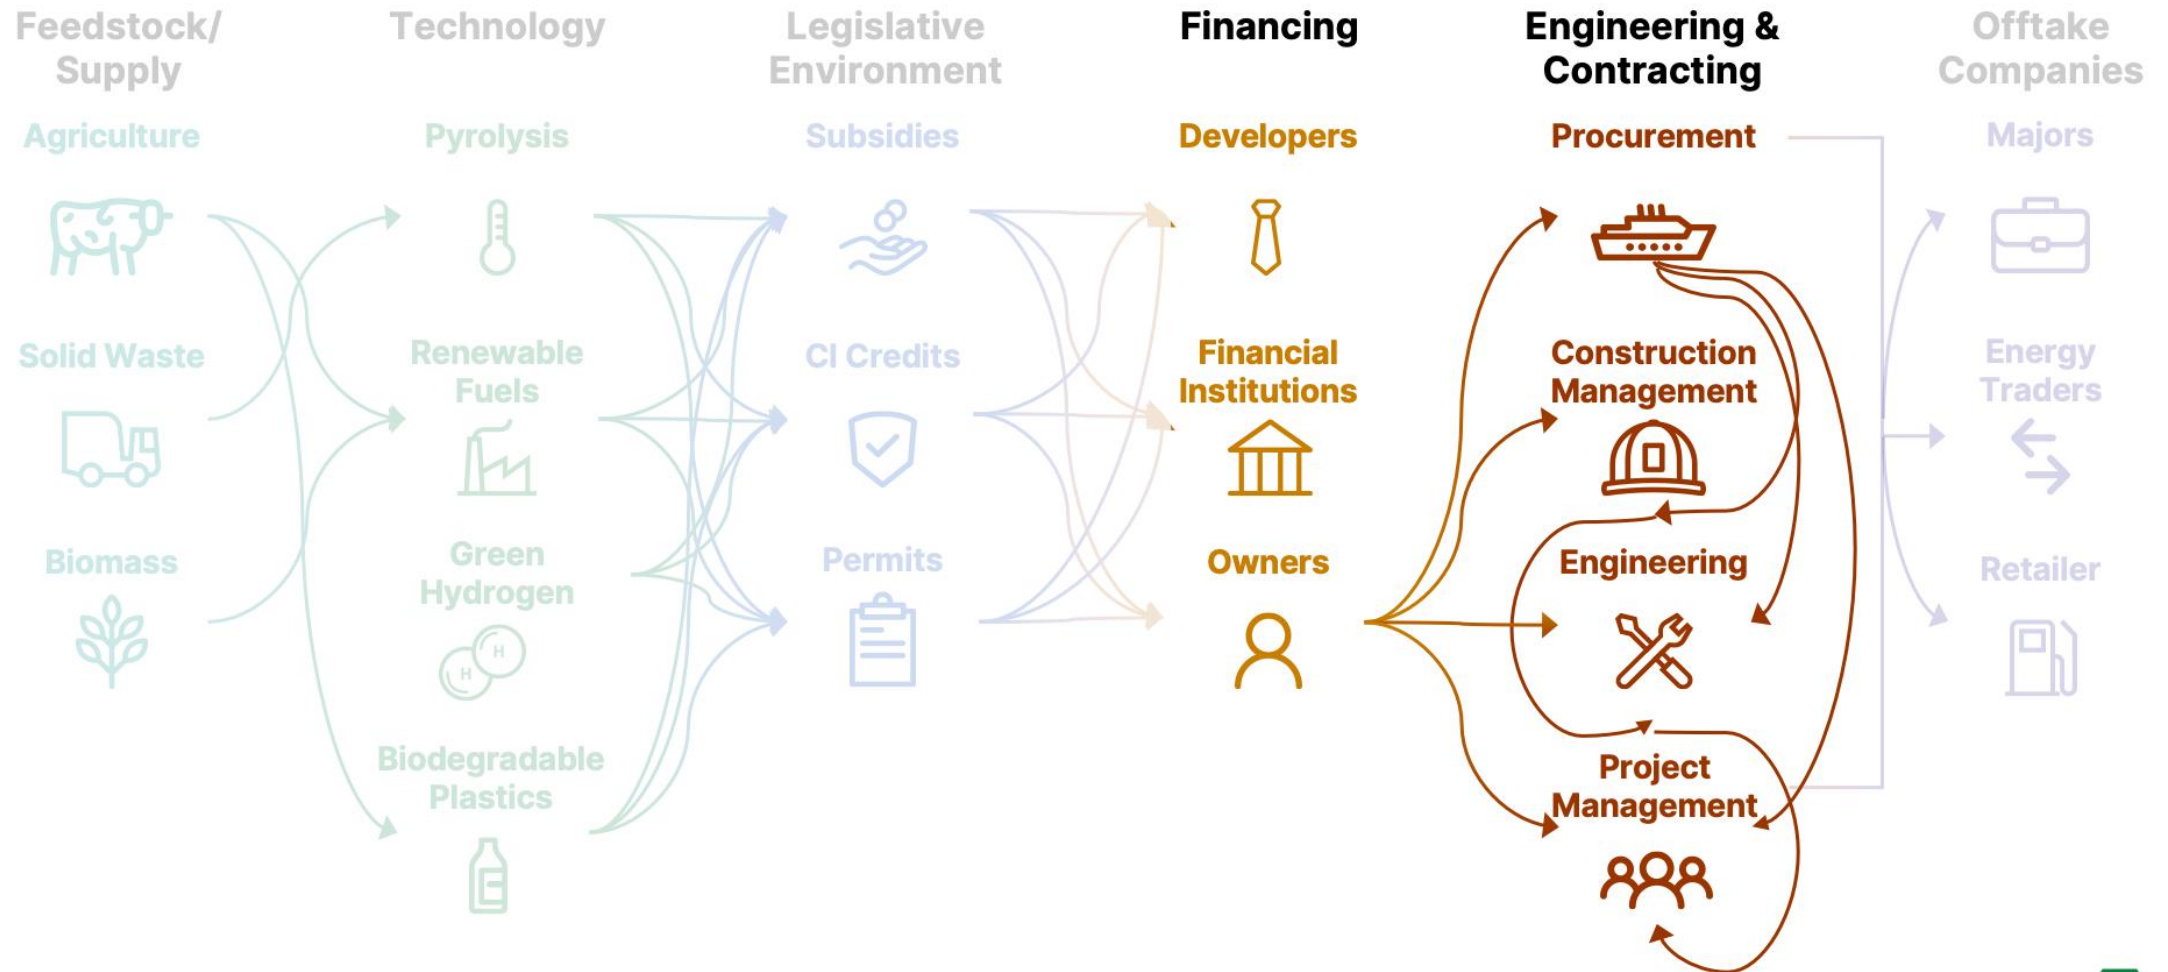 Feedstock/
Supply
Agriculture
Solid Waste
Biomass
Technology
Pyrolysis
Renewable
Fuels
Green
Hydrogen
H
H
Biodegradable
Plastics
Legislative
Environment
Subsidies
CI Credits
Permits
Financing
Developers
Financial
Institutions
Owners
Engineering &
Contracting
Procurement
Construction
Management
Engineering
Project
Management
Offtake
Companies
Majors
Energy
Traders
Retailer